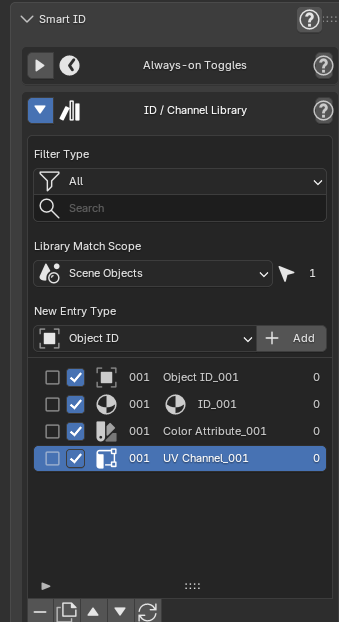 Smart ID ?
Always-on Toggles ?
ID / Channel Library ?
Filter Type
All
Search
Library Match Scope
Scene Objects 1
New Entry Type
Object ID Add
001 Object ID_001 0
001 ID_001 0
001 Color Attribute_001 0
001 UV Channel_001 0